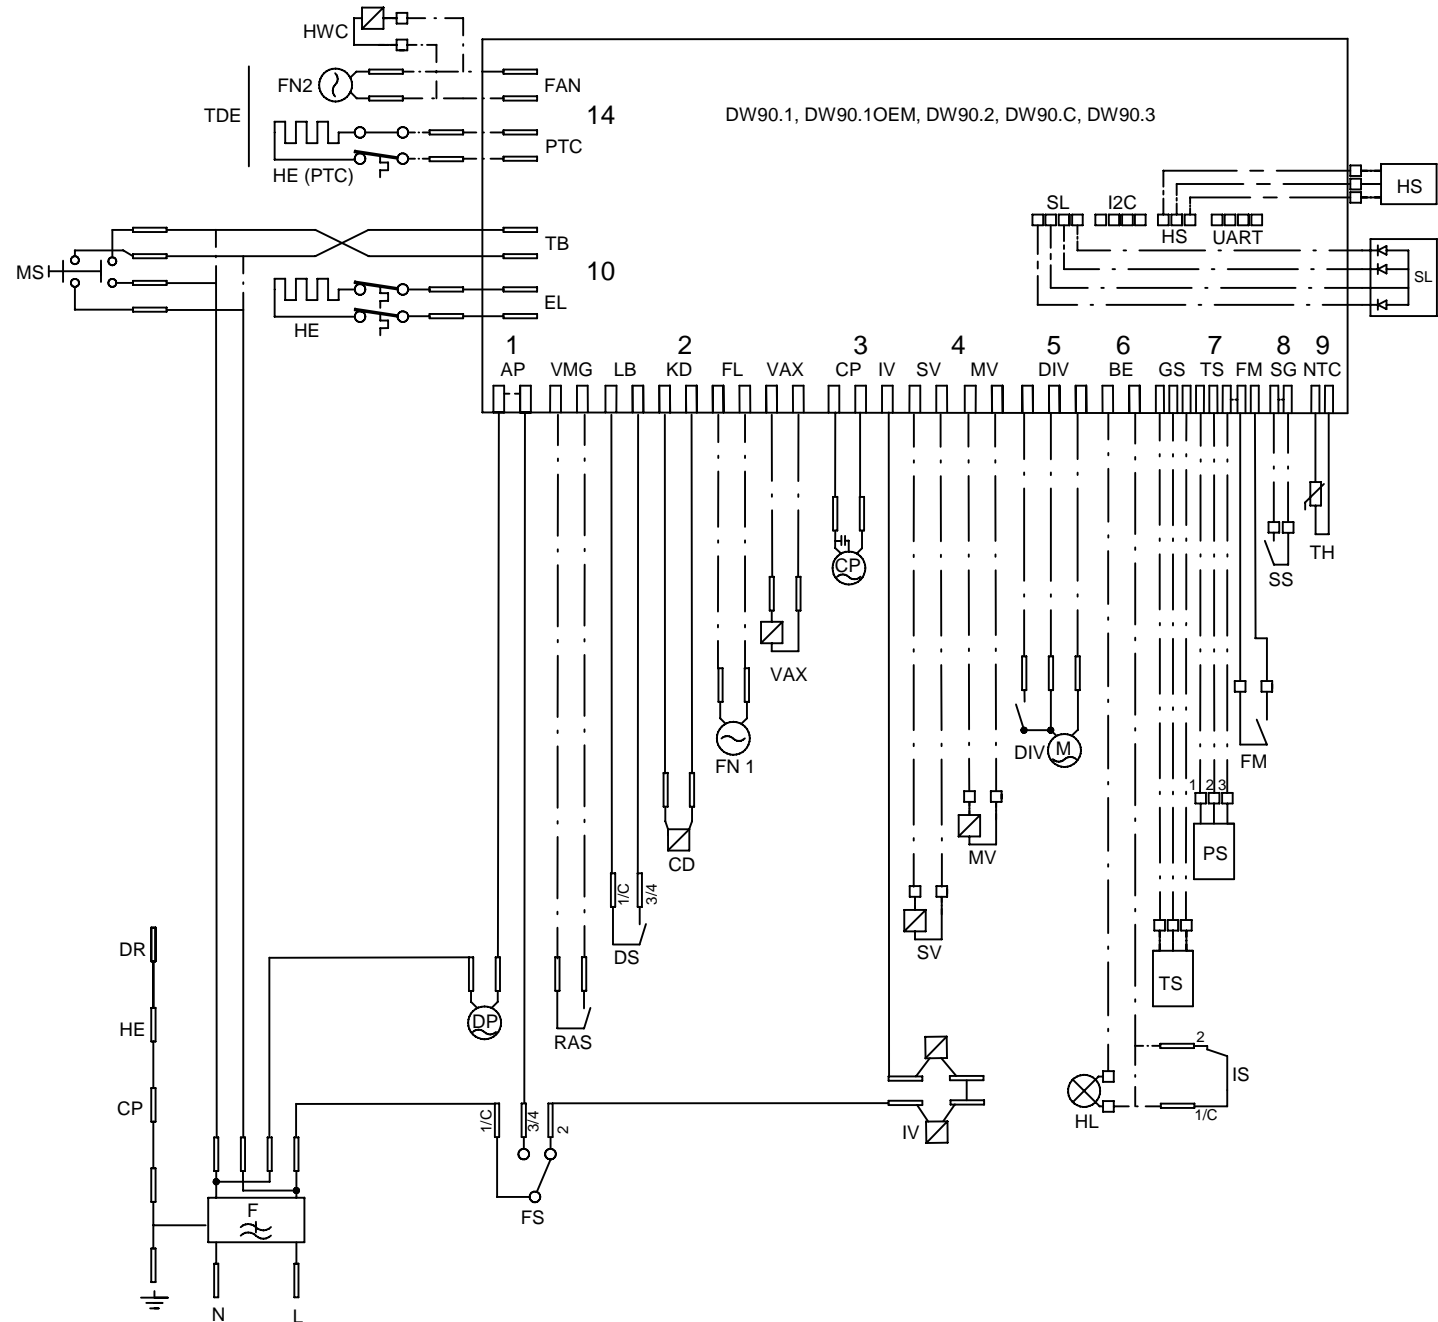 HWC
FN2
FAN
TDE
14
DW90.1, DW90.1OEM, DW90.2, DW90.C, DW90.3
PTC
HE (PTC)
HS
SL
I2C
HS
UART
TB
MS
10
SL
EL
HE
1
2
3
4
5
6
7
8
9
AP
VMG
LB
KD
FL
VAX
CP
IV
SV
MV
DIV
BE
GS
TS
FM
SG
NTC
TH
CP
SS
VAX
DIV
M
FM
FN 1
1
2
3
PS
MV
CD
1/C
3/4
DS
SV
TS
DR
DP
HE
RAS
2
IS
1/C
HL
CP
1/C
3/4
2
IV
F
FS
N
L